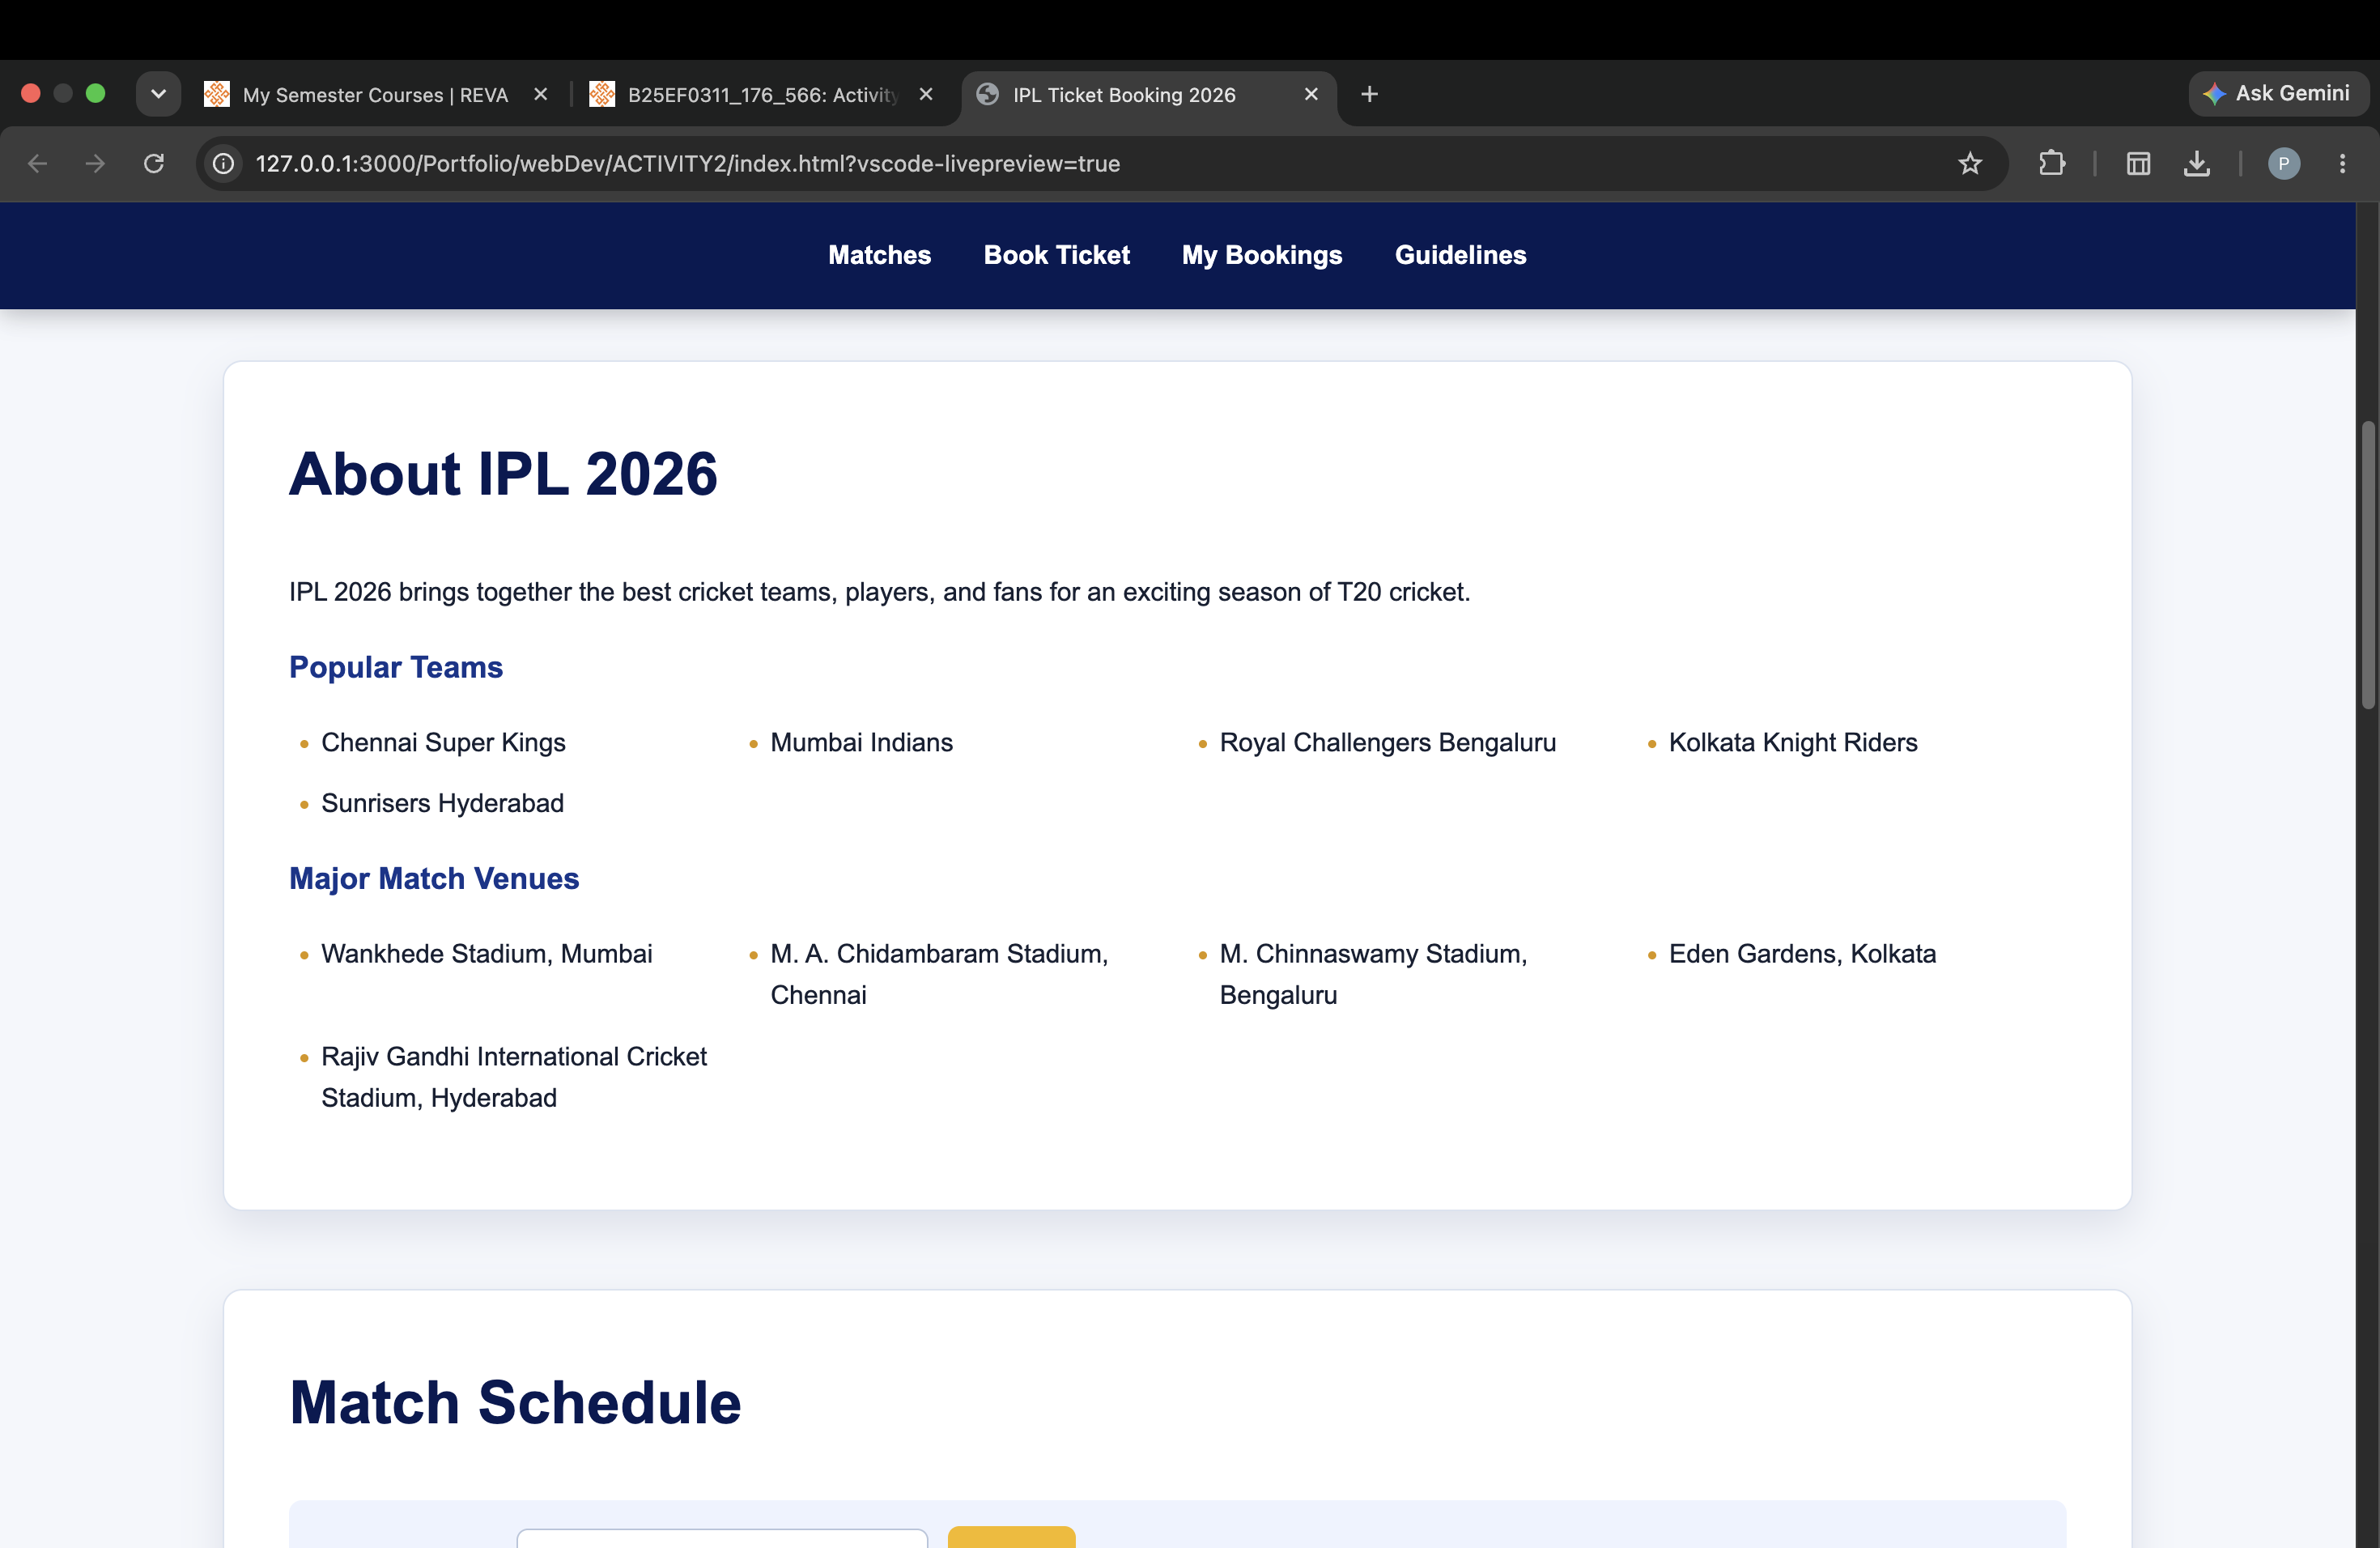 My Semester Courses | REVA
B25EF0311_176_566: Activity
IPL Ticket Booking 2026
Ask Gemini
127.0.0.1:3000/Portfolio/webDev/ACTIVITY2/index.html?vscode-livepreview=true
P
Matches Book Ticket My Bookings Guidelines
About IPL 2026
IPL 2026 brings together the best cricket teams, players, and fans for an exciting season of T20 cricket.
Popular Teams
Chennai Super Kings
Mumbai Indians
Royal Challengers Bengaluru
Kolkata Knight Riders
Sunrisers Hyderabad
Major Match Venues
Wankhede Stadium, Mumbai
M. A. Chidambaram Stadium,
Chennai
M. Chinnaswamy Stadium,
Bengaluru
Eden Gardens, Kolkata
Rajiv Gandhi International Cricket
Stadium, Hyderabad
Match Schedule